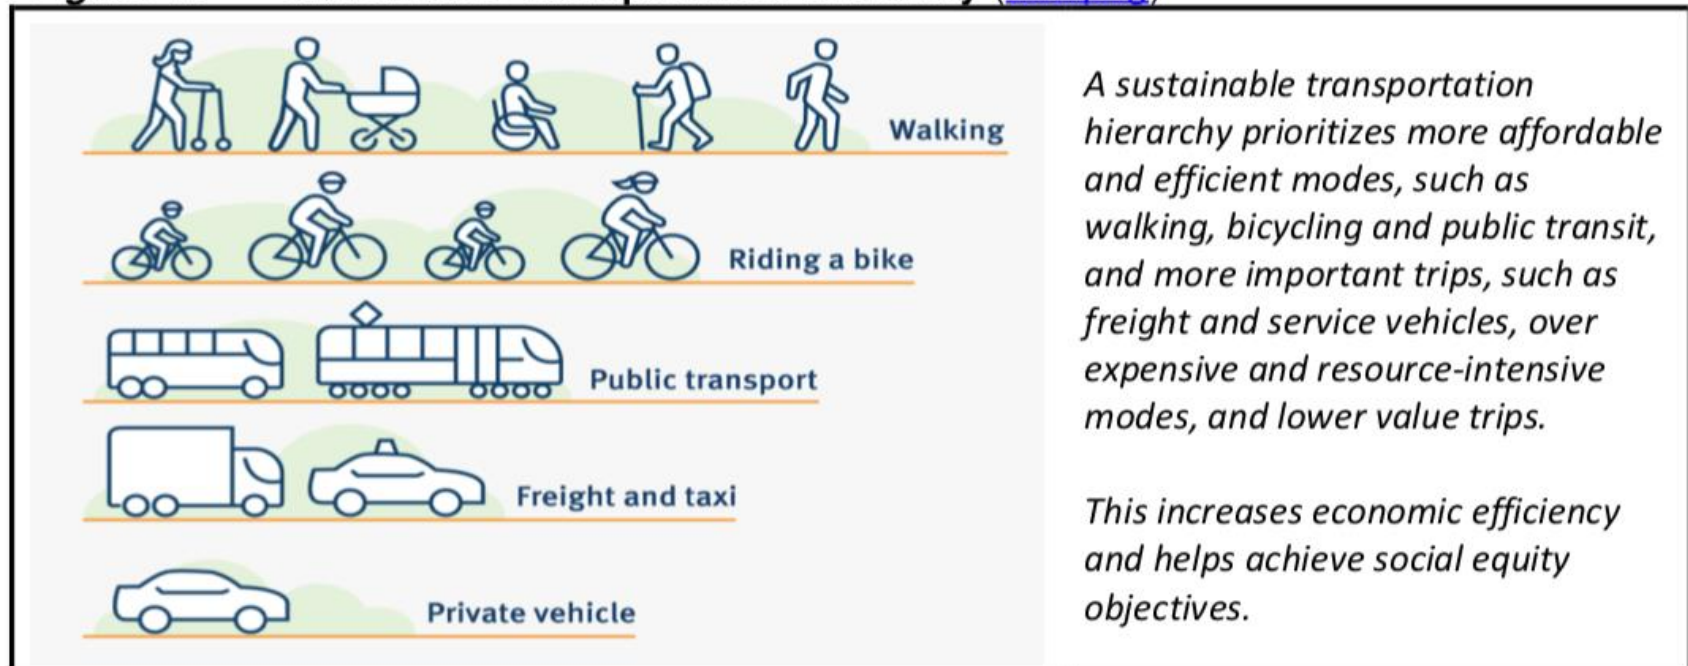 Walking
Riding a bike
Public transport
Freight and taxi
Private vehicle
A sustainable transportation
hierarchy prioritizes more affordable
and efficient modes, such as
walking, bicycling and public transit,
and more important trips, such as
freight and service vehicles, over
expensive and resource-intensive
modes, and lower value trips.
This increases economic efficiency
and helps achieve social equity
objectives.